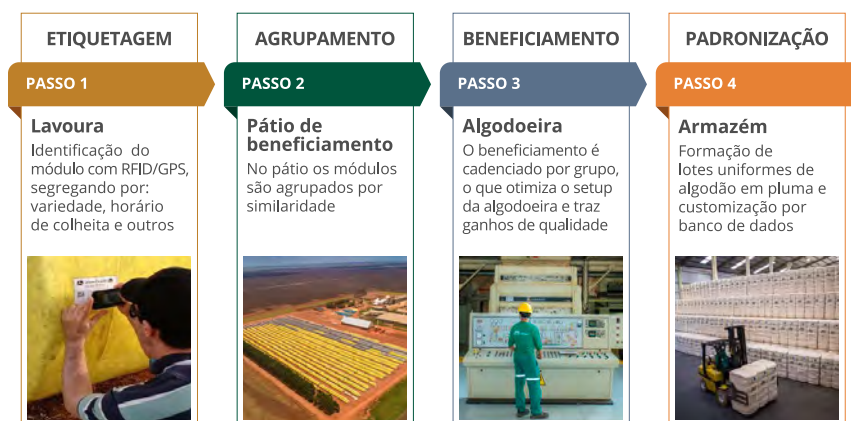 ETIQUETAGEM
PASSO 1
Lavoura
Identificação do
módulo com RFID/GPS,
segregando por:
variedade, horário
de colheita e outros
AGRUPAMENTO
PASSO 2
Pátio de
beneficiamento
No pátio os módulos
são agrupados por
similaridade
BENEFICIAMENTO
PASSO 3
Algodoeira
O beneficiamento é
cadenciado por grupo,
o que otimiza o setup
da algodoeira e traz
ganhos de qualidade
PADRONIZAÇÃO
PASSO 4
Armazém
Formação de
lotes uniformes de
algodão em pluma e
customização por
banco de dados